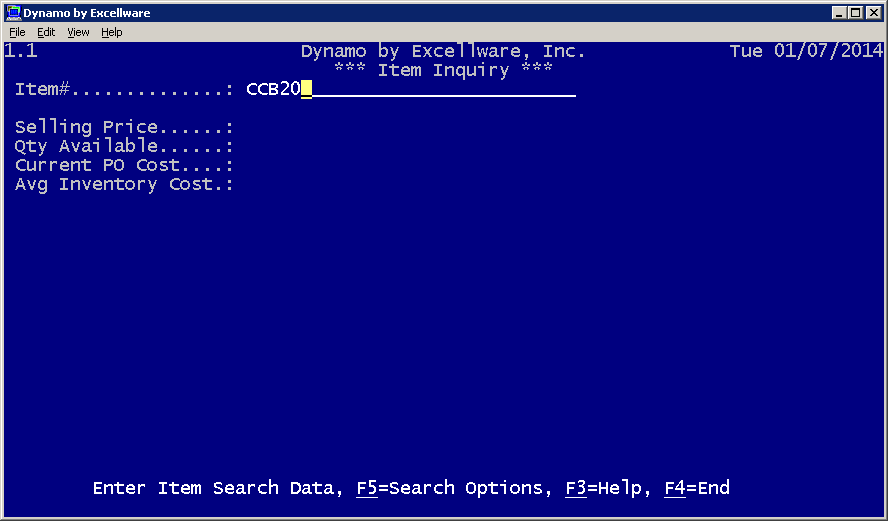 Dynamo by Excellware
File Edit View Help
1.1 Dynamo by Excellware, Inc. Tue 01/07/2014
*** Item Inquiry ***
Item#..............: CCB20
Selling Price......:
Qty Available......:
Current PO Cost....:
Avg Inventory Cost.:
Enter Item Search Data, F5=Search Options, F3=Help, F4=End